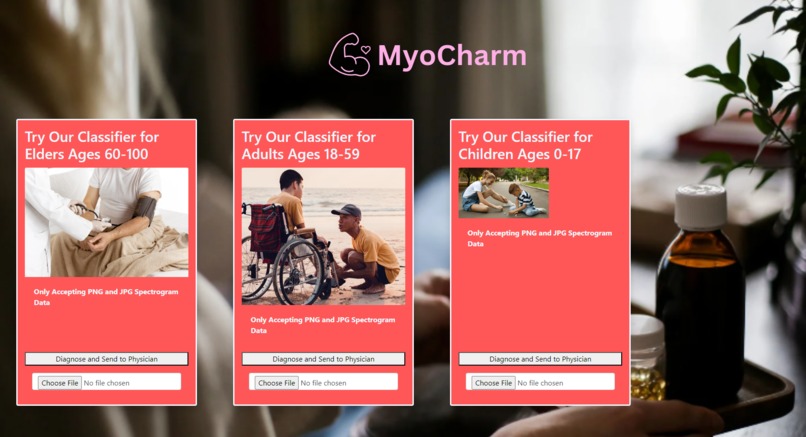 MyoCharm
Try Our Classifier for
Elders Ages 60-100
Only Accepting PNG and JPG Spectrogram
Data
Diagnose and Send to Physician
Choose File No file chosen
Try Our Classifier for
Adults Ages 18-59
Only Accepting PNG and JPG Spectrogram
Data
Diagnose and Send to Physician
Choose File No file chosen
Try Our Classifier for
Children Ages 0-17
Only Accepting PNG and JPG Spectrogram
Data
Diagnose and Send to Physician
Choose File No file chosen